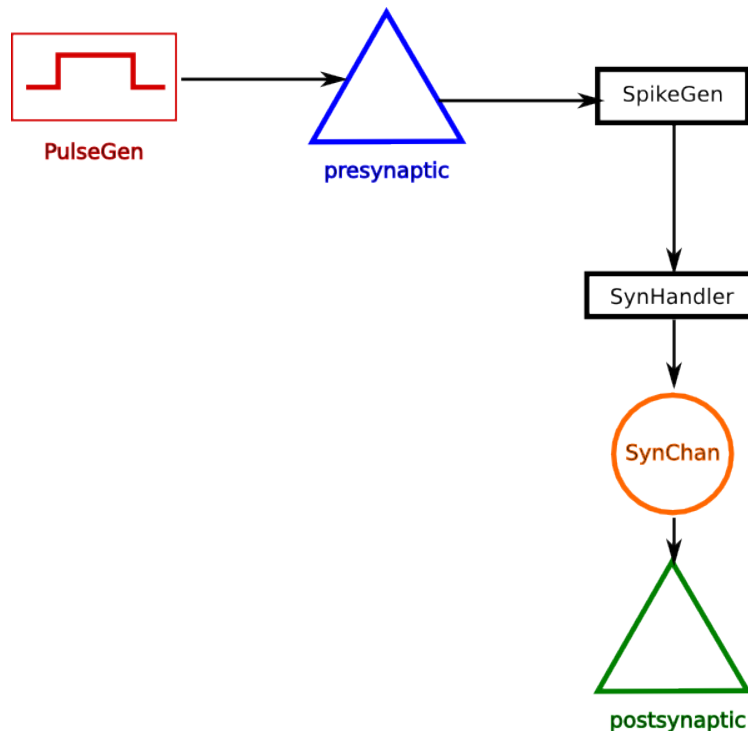 SpikeGen
PulseGen
presynaptic
SynHandler
SynChan
postsynaptic